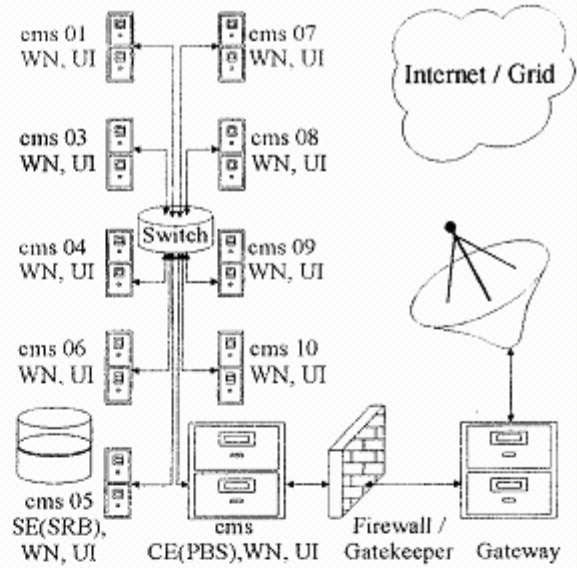 cms 01
WN, UI
cms 07
WN, UI
Internet / Grid
cms 03
WN, UI
cms 08
WN, UI
Switch
cms 04
WN, UI
cms 09
WN, UI
cms 06
WN, UI
cms 10
WN, UI
cms 05
SE(SRB),
WN, UI
cms
CE(PBS),WN, UI
Firewall /
Gatekeeper
Gateway